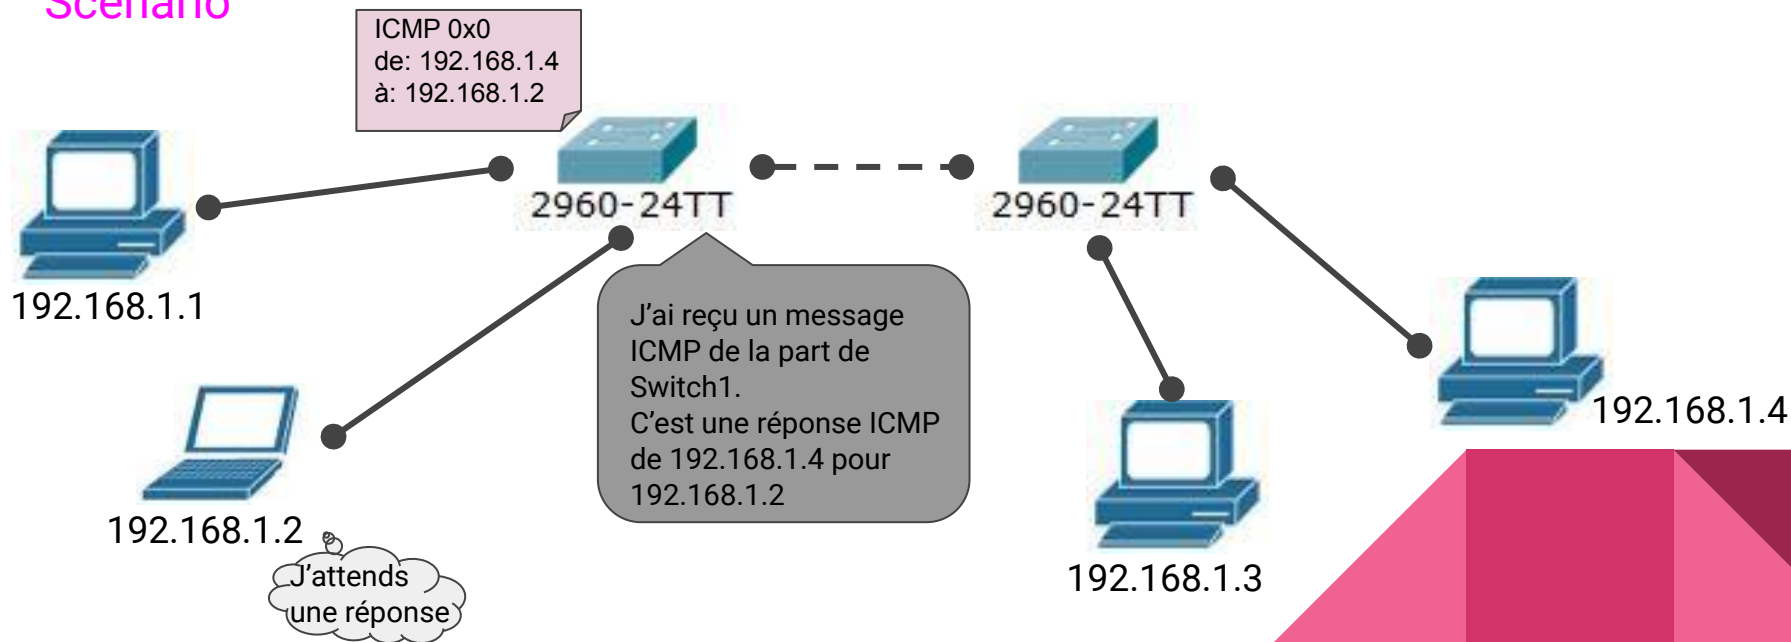 Scénario
ICMP 0x0
de: 192.168.1.4
à: 192.168.1.2
2960-24TT
2960-24TT
192.168.1.1
J’ai reçu un message
ICMP de la part de
Switch1.
C’est une réponse ICMP
de 192.168.1.4 pour
192.168.1.2
192.168.1.4
192.168.1.2
J’attends
une réponse
192.168.1.3